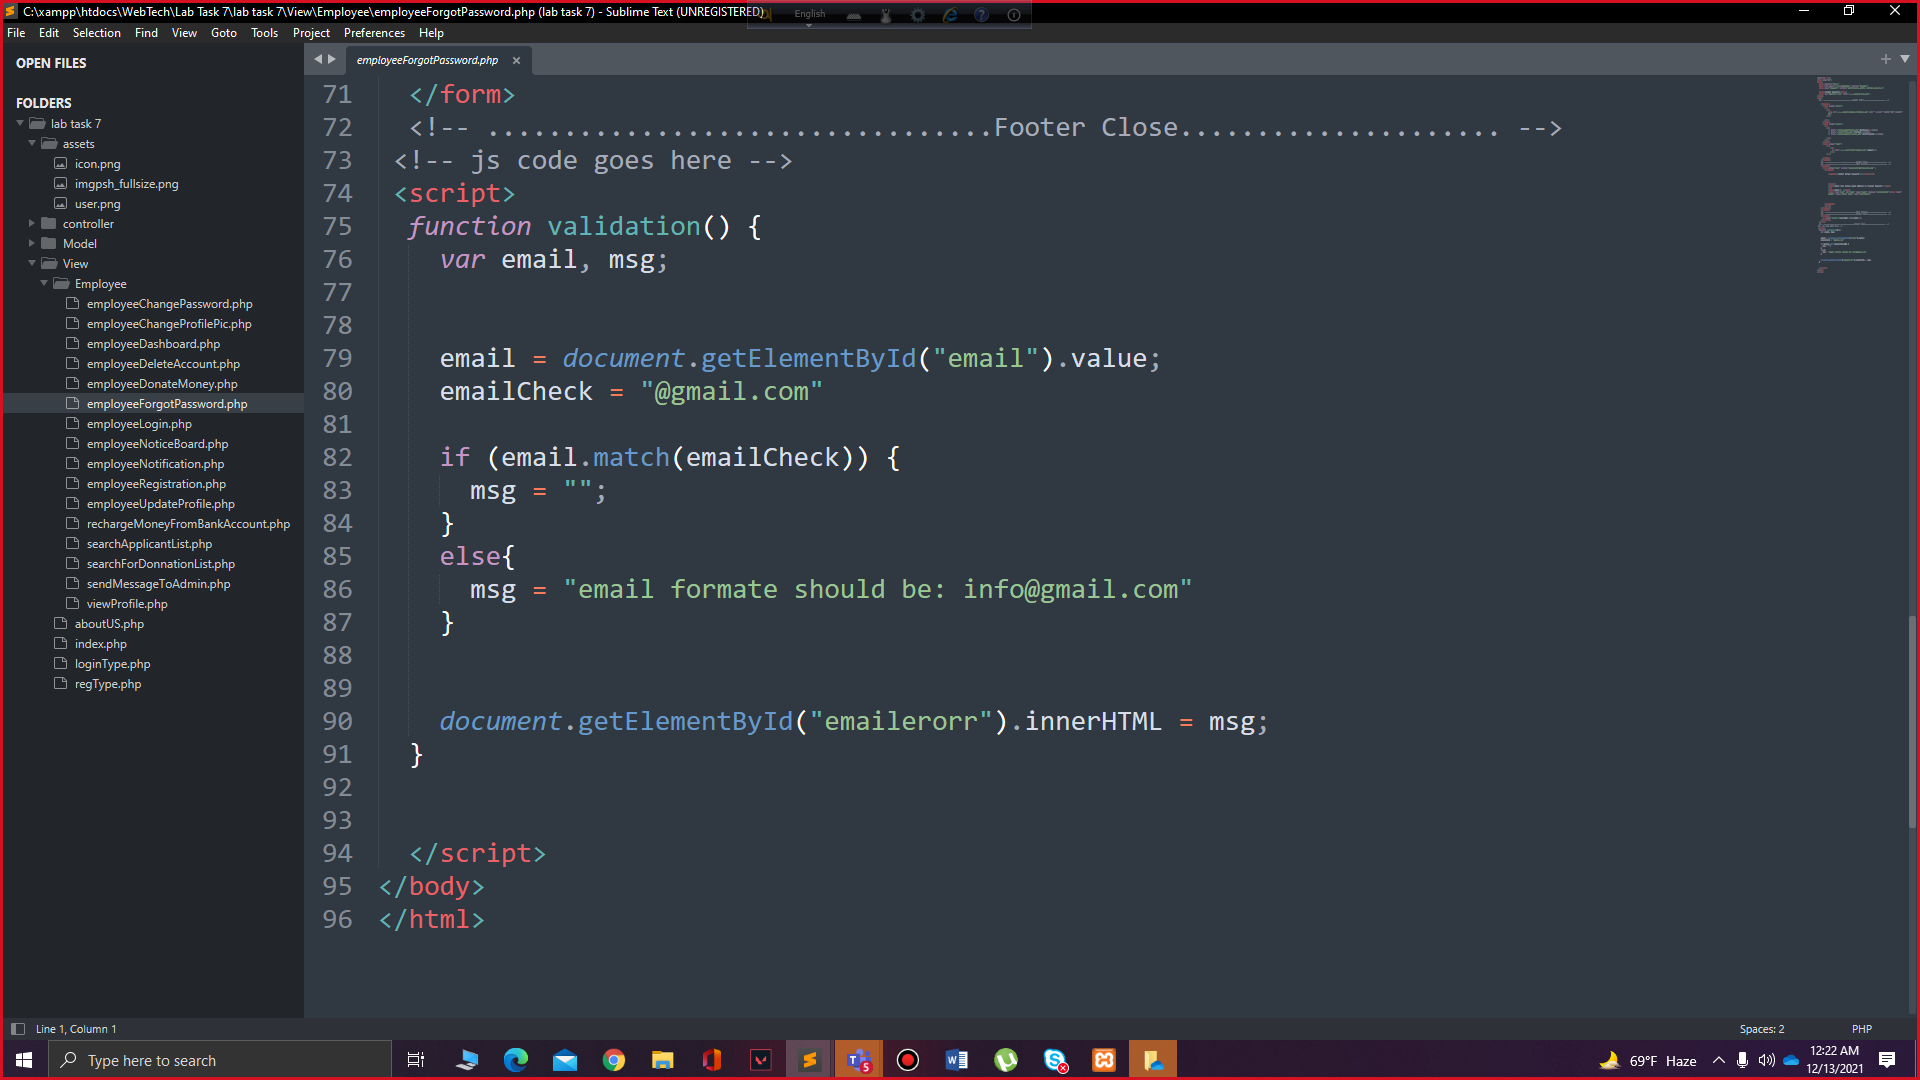 C:\xampp\htdocs\WebTech\Lab Task 7\lab task 7\View\Employee\employeeForgotPassword.php (lab task 7) - Sublime Text (UNREGISTERED)
English
File Edit Selection Find View Goto Tools Project Preferences Help
OPEN FILES
FOLDERS
lab task 7
assets
icon.png
imgpsh_fullsize.png
user.png
controller
Model
View
Employee
employeeChangePassword.php
employeeChangeProfilePic.php
employeeDashboard.php
employeeDeleteAccount.php
employeeDonateMoney.php
employeeForgotPassword.php
employeeLogin.php
employeeNoticeBoard.php
employeeNotification.php
employeeRegistration.php
employeeUpdateProfile.php
rechargeMoneyFromBankAccount.php
searchApplicantList.php
searchForDonnationList.php
sendMessageToAdmin.php
viewProfile.php
aboutUS.php
index.php
loginType.php
regType.php
employeeForgotPassword.php
71 </form>
72 <!-- .................................Footer Close..................... -->
73 <!-- js code goes here -->
74 <script>
75 function validation() {
76 var email, msg;
77
78
79 email = document.getElementById("email").value;
80 emailCheck = "@gmail.com"
81
82 if (email.match(emailCheck)) {
83 msg = "";
84 }
85 else{
86 msg = "email formate should be: info@gmail.com"
87 }
88
89
90 document.getElementById("emailerorr").innerHTML = msg;
91 }
92
93
94 </script>
95 </body>
96 </html>
Line 1, Column 1
Spaces: 2
PHP
Type here to search
5
69°F Haze
12:22 AM
12/13/2021